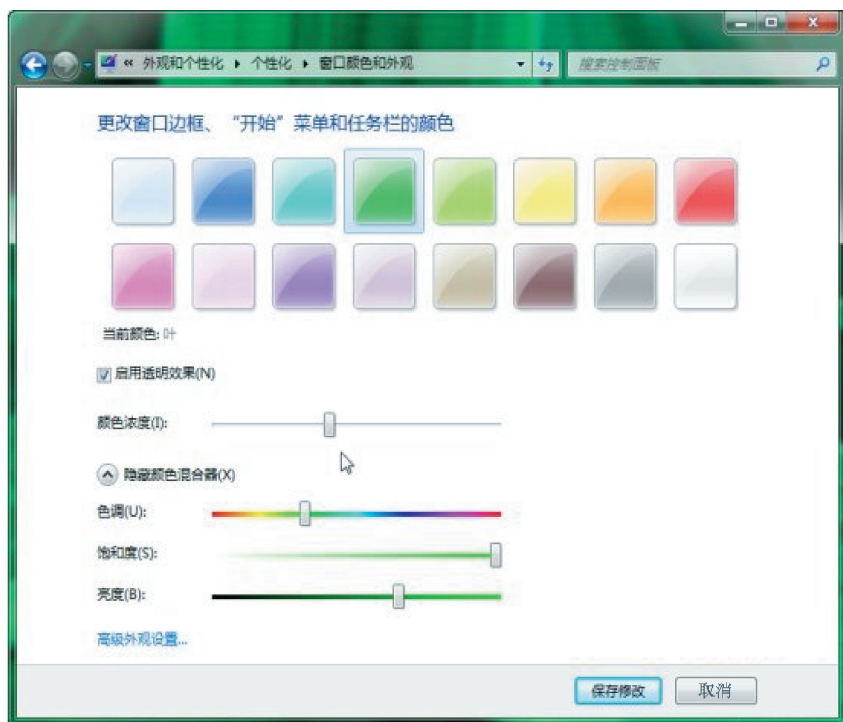 « 外观和个性化 ▸ 个性化 ▸ 窗口颜色和外观
搜索控制面板
更改窗口边框、“开始”菜单和任务栏的颜色
当前颜色: 叶
启用透明效果(N)
颜色浓度(I):
隐藏颜色混合器(X)
色调(U):
饱和度(S):
亮度(B):
高级外观设置...
保存修改
取消